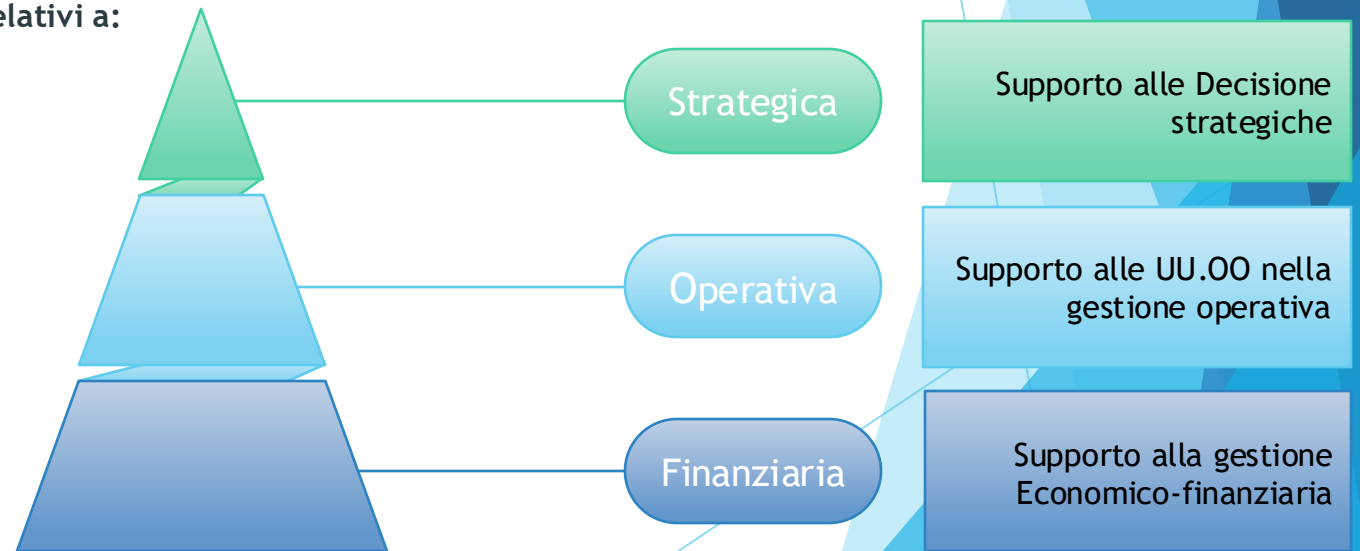 elativi a:
Strategica
Supporto alle Decisione
strategiche
Operativa
Supporto alle UU.OO nella
gestione operativa
Finanziaria
Supporto alla gestione
Economico-finanziaria